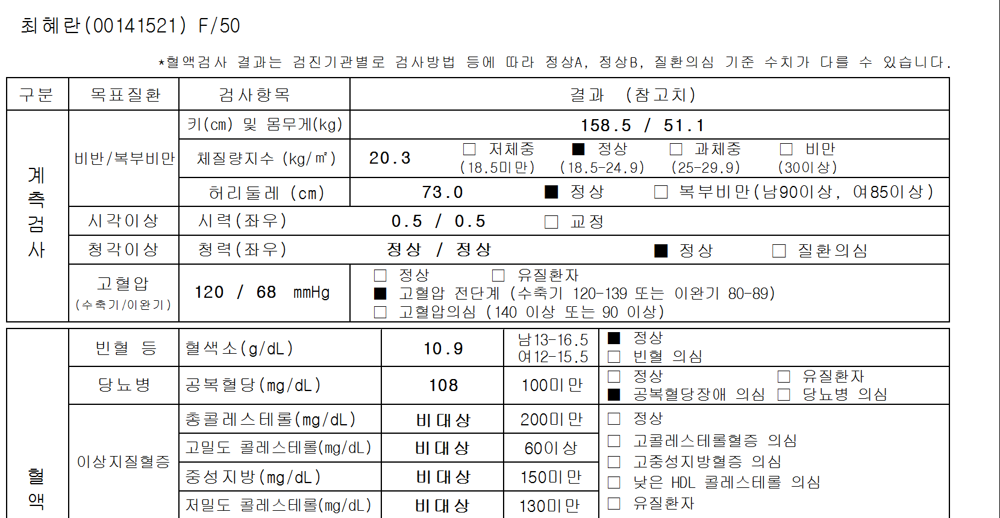 최혜란(00141521) F/50
*혈액검사 결과는 검진기관별로 검사방법 등에 따라 정상A, 정상B, 질환의심 기준 수치가 다를 수 있습니다.
구분 목표질환 검사항목 결과 (참고치)
계측검사
비반/복부비만 키(cm) 및 몸무게(kg) 158.5 / 51.1
체질량지수 (kg/㎡) 20.3 □ 저체중 ■ 정상 □ 과체중 □ 비만
(18.5미만) (18.5-24.9) (25-29.9) (30이상)
허리둘레 (cm) 73.0 ■ 정상 □ 복부비만(남90이상, 여85이상)
시각이상 시력(좌우) 0.5 / 0.5 □ 교정
청각이상 청력(좌우) 정상 / 정상 ■ 정상 □ 질환의심
고혈압
(수축기/이완기)
120 / 68 mmHg
□ 정상 □ 유질환자
■ 고혈압 전단계 (수축기 120-139 또는 이완기 80-89)
□ 고혈압의심 (140 이상 또는 90 이상)
혈액
빈혈 등 혈색소(g/dL) 10.9 남13-16.5 ■ 정상
여12-15.5 □ 빈혈 의심
당뇨병 공복혈당(mg/dL) 108 100미만 □ 정상 □ 유질환자
■ 공복혈당장애 의심 □ 당뇨병 의심
이상지질혈증
총콜레스테롤(mg/dL) 비대상 200미만 □ 정상
고밀도 콜레스테롤(mg/dL) 비대상 60이상 □ 고콜레스테롤혈증 의심
□ 고중성지방혈증 의심
중성지방(mg/dL) 비대상 150미만 □ 낮은 HDL 콜레스테롤 의심
저밀도 콜레스테롤(mg/dL) 비대상 130미만 □ 유질환자